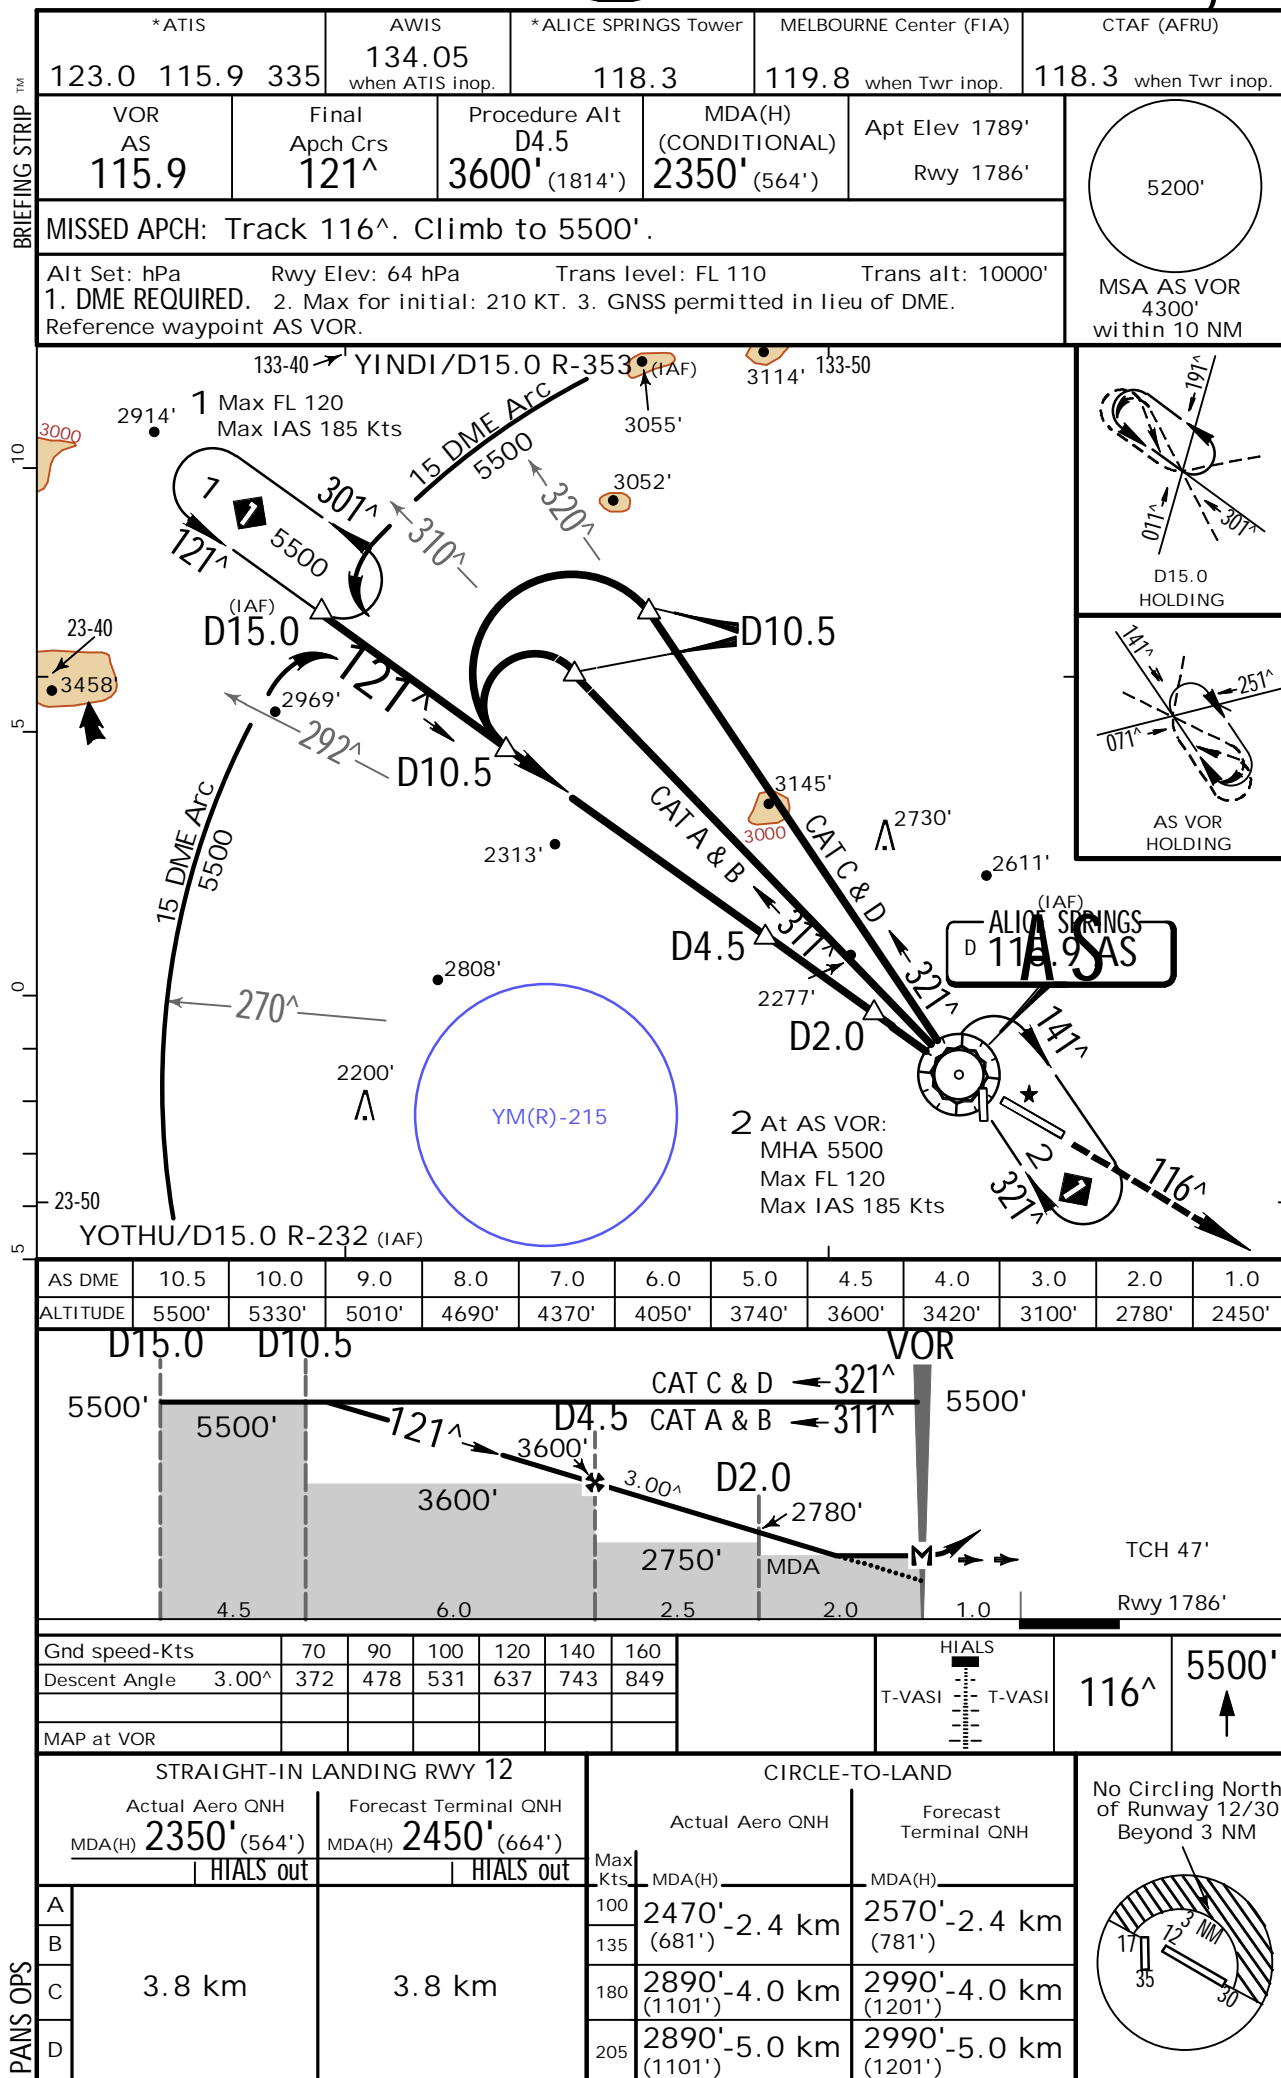 *ATIS
123.0 115.9 335
AWIS
134.05
when ATIS inop.
*ALICE SPRINGS Tower
118.3
MELBOURNE Center (FIA)
119.8 when Twr inop.
CTAF (AFRU)
118.3 when Twr inop.
BRIEFING STRIP TM
VOR
AS
115.9
Final
Apch Crs
121^
Procedure Alt
D4.5
3600' (1814')
MDA(H)
(CONDITIONAL)
2350' (564')
Apt Elev 1789'
Rwy 1786'
5200'
MSA AS VOR
4300'
within 10 NM
MISSED APCH: Track 116^. Climb to 5500'.
Alt Set: hPa Rwy Elev: 64 hPa Trans level: FL 110 Trans alt: 10000'
1. DME REQUIRED. 2. Max for initial: 210 KT. 3. GNSS permitted in lieu of DME.
Reference waypoint AS VOR.
133-40
YINDI/D15.0 R-353 (IAF)
133-50
3055'
3114'
3000
2914'
1 Max FL 120
Max IAS 185 Kts
15 DME Arc
5500
3052'
10
1
5500
301^
121^
310^
320^
(IAF)
D15.0
23-40
3458'
2969'
121^
292^
D10.5
D10.5
5
15 DME Arc
5500
2313'
3145'
3000
2730'
2611'
CAT A & B
311^
CAT C & D
321^
D4.5
2808'
2277'
D2.0
270^
0
(IAF)
ALICE SPRINGS
D 115.9 AS
AS
141^
2200'
YM(R)-215
2 At AS VOR:
MHA 5500
Max FL 120
Max IAS 185 Kts
2
321^
116^
23-50
YOTHU/D15.0 R-232 (IAF)
5
191^
011^
301^
D15.0
HOLDING
141^
251^
071^
AS VOR
HOLDING
AS DME 10.5 10.0 9.0 8.0 7.0 6.0 5.0 4.5 4.0 3.0 2.0 1.0
ALTITUDE 5500' 5330' 5010' 4690' 4370' 4050' 3740' 3600' 3420' 3100' 2780' 2450'
D15.0 D10.5 VOR
5500'
5500'
CAT C & D 321^
CAT A & B 311^
5500'
121^
D4.5
3600'
3600'
3.00^
D2.0
2780'
2750'
MDA
M
TCH 47'
Rwy 1786'
4.5 6.0 2.5 2.0 1.0
Gnd speed-Kts 70 90 100 120 140 160
Descent Angle 3.00^ 372 478 531 637 743 849
MAP at VOR
HIALS
T-VASI T-VASI
116^
5500'
STRAIGHT-IN LANDING RWY 12
Actual Aero QNH
MDA(H) 2350' (564')
HIALS out
Forecast Terminal QNH
MDA(H) 2450' (664')
HIALS out
CIRCLE-TO-LAND
Max
Kts
Actual Aero QNH
MDA(H)
Forecast
Terminal QNH
MDA(H)
PANS OPS
A
B
C
D
3.8 km
3.8 km
100
135
2470' -2.4 km
(681')
2570' -2.4 km
(781')
180
2890' -4.0 km
(1101')
2990' -4.0 km
(1201')
205
2890' -5.0 km
(1101')
2990' -5.0 km
(1201')
No Circling North
of Runway 12/30
Beyond 3 NM
3 NM
17
12
35
30